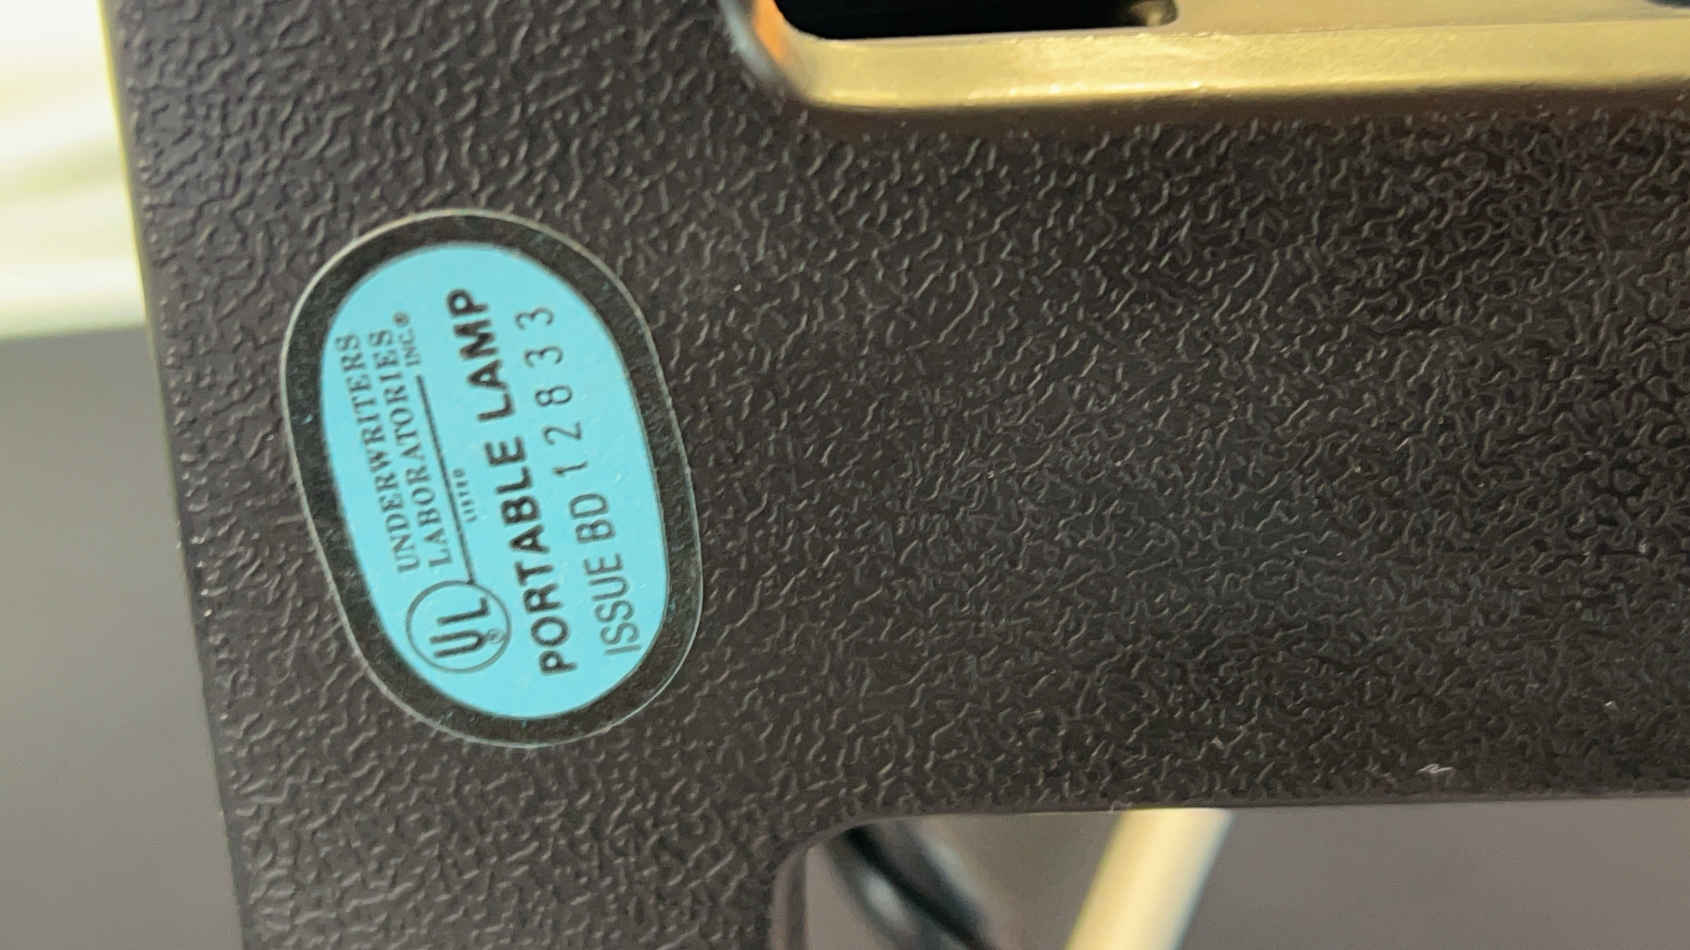 UNDERWRITERS
LABORATORIES
INC.®
UL®
LISTED
PORTABLE LAMP
ISSUE BD 12833